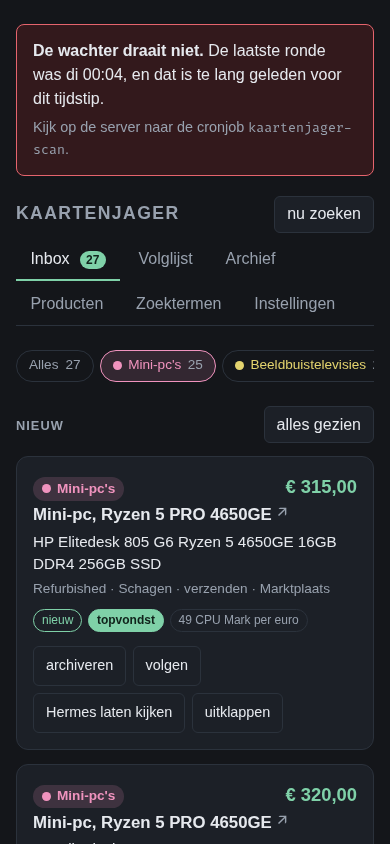 De wachter draait niet. De laatste ronde
was di 00:04, en dat is te lang geleden voor
dit tijdstip.
Kijk op de server naar de cronjob kaartenjager-
scan.
KAARTENJAGER
nu zoeken
Inbox 27 Volglijst Archief
Producten Zoektermen Instellingen
Alles 27 Mini-pc's 25 Beeldbuistelevisies
NIEUW
alles gezien
Mini-pc's € 315,00
Mini-pc, Ryzen 5 PRO 4650GE ↗
HP Elitedesk 805 G6 Ryzen 5 4650GE 16GB
DDR4 256GB SSD
Refurbished · Schagen · verzenden · Marktplaats
nieuw topvondst 49 CPU Mark per euro
archiveren volgen
Hermes laten kijken uitklappen
Mini-pc's € 320,00
Mini-pc, Ryzen 5 PRO 4650GE ↗